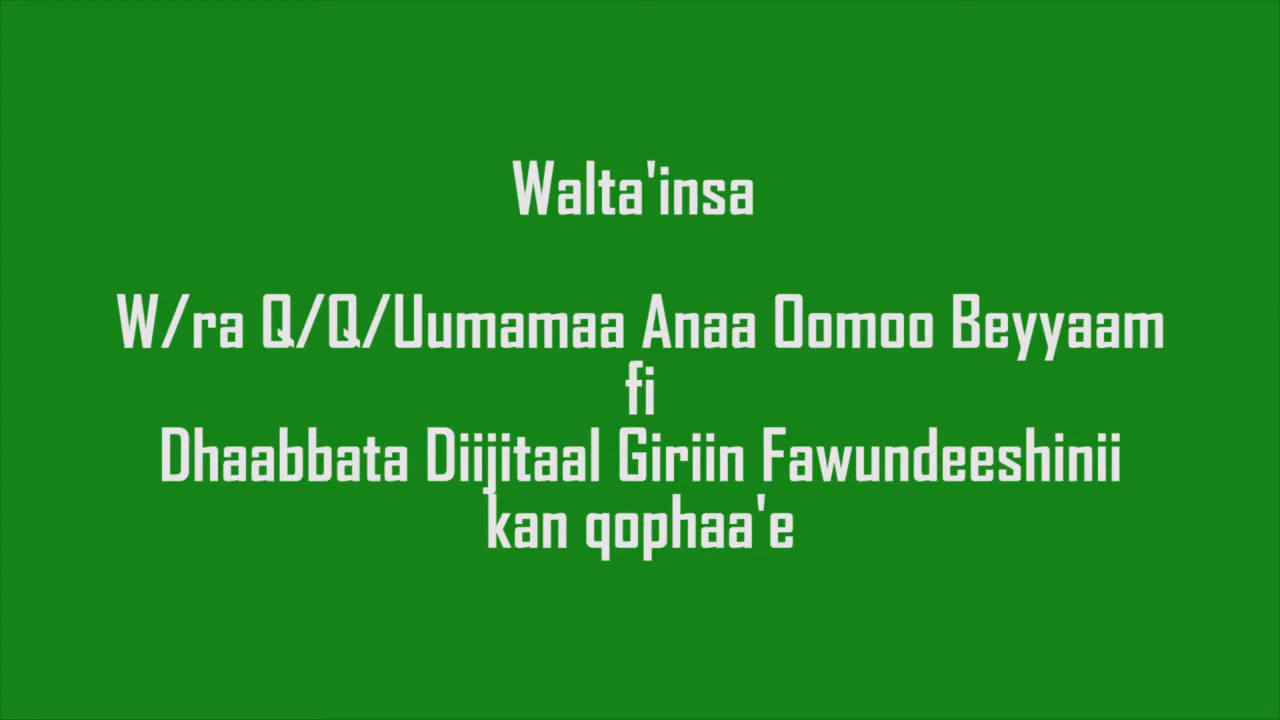 Walta'insa
W/ra Q/Q/Uumamaa Anaa Oomoo Beyyaam
fi
Dhaabbata Diijitaal Giriin Fawundeeshinii
kan qophaa'e